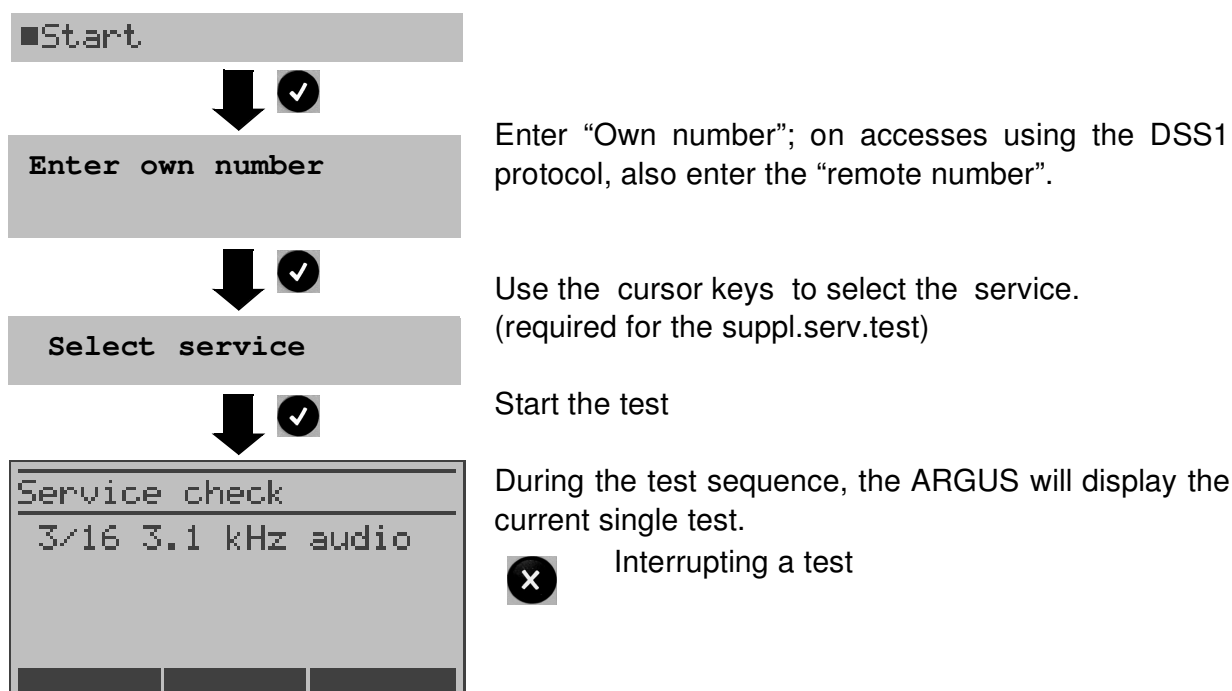 ■Start
Enter own number
Enter “Own number”; on accesses using the DSS1
protocol, also enter the “remote number”.
Select service
Use the cursor keys to select the service.
(required for the suppl.serv.test)
Start the test
Service check
3/16 3.1 kHz audio
During the test sequence, the ARGUS will display the
current single test.
Interrupting a test